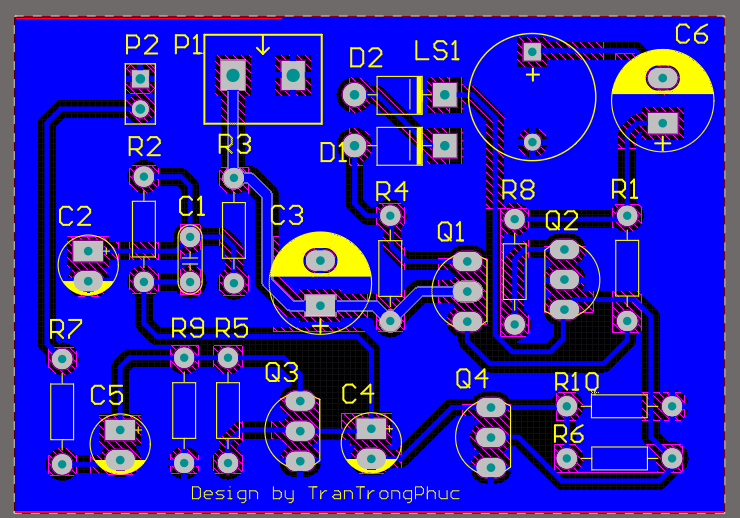 P2 P1 D2 LS1 C6
R2 R3 D1
C2 C1 C3 R4 Q1 R8 Q2 R1
R7 R9 R5 Q3 C4 Q4 R10
C5 R6
Design by TranTrongPhuc